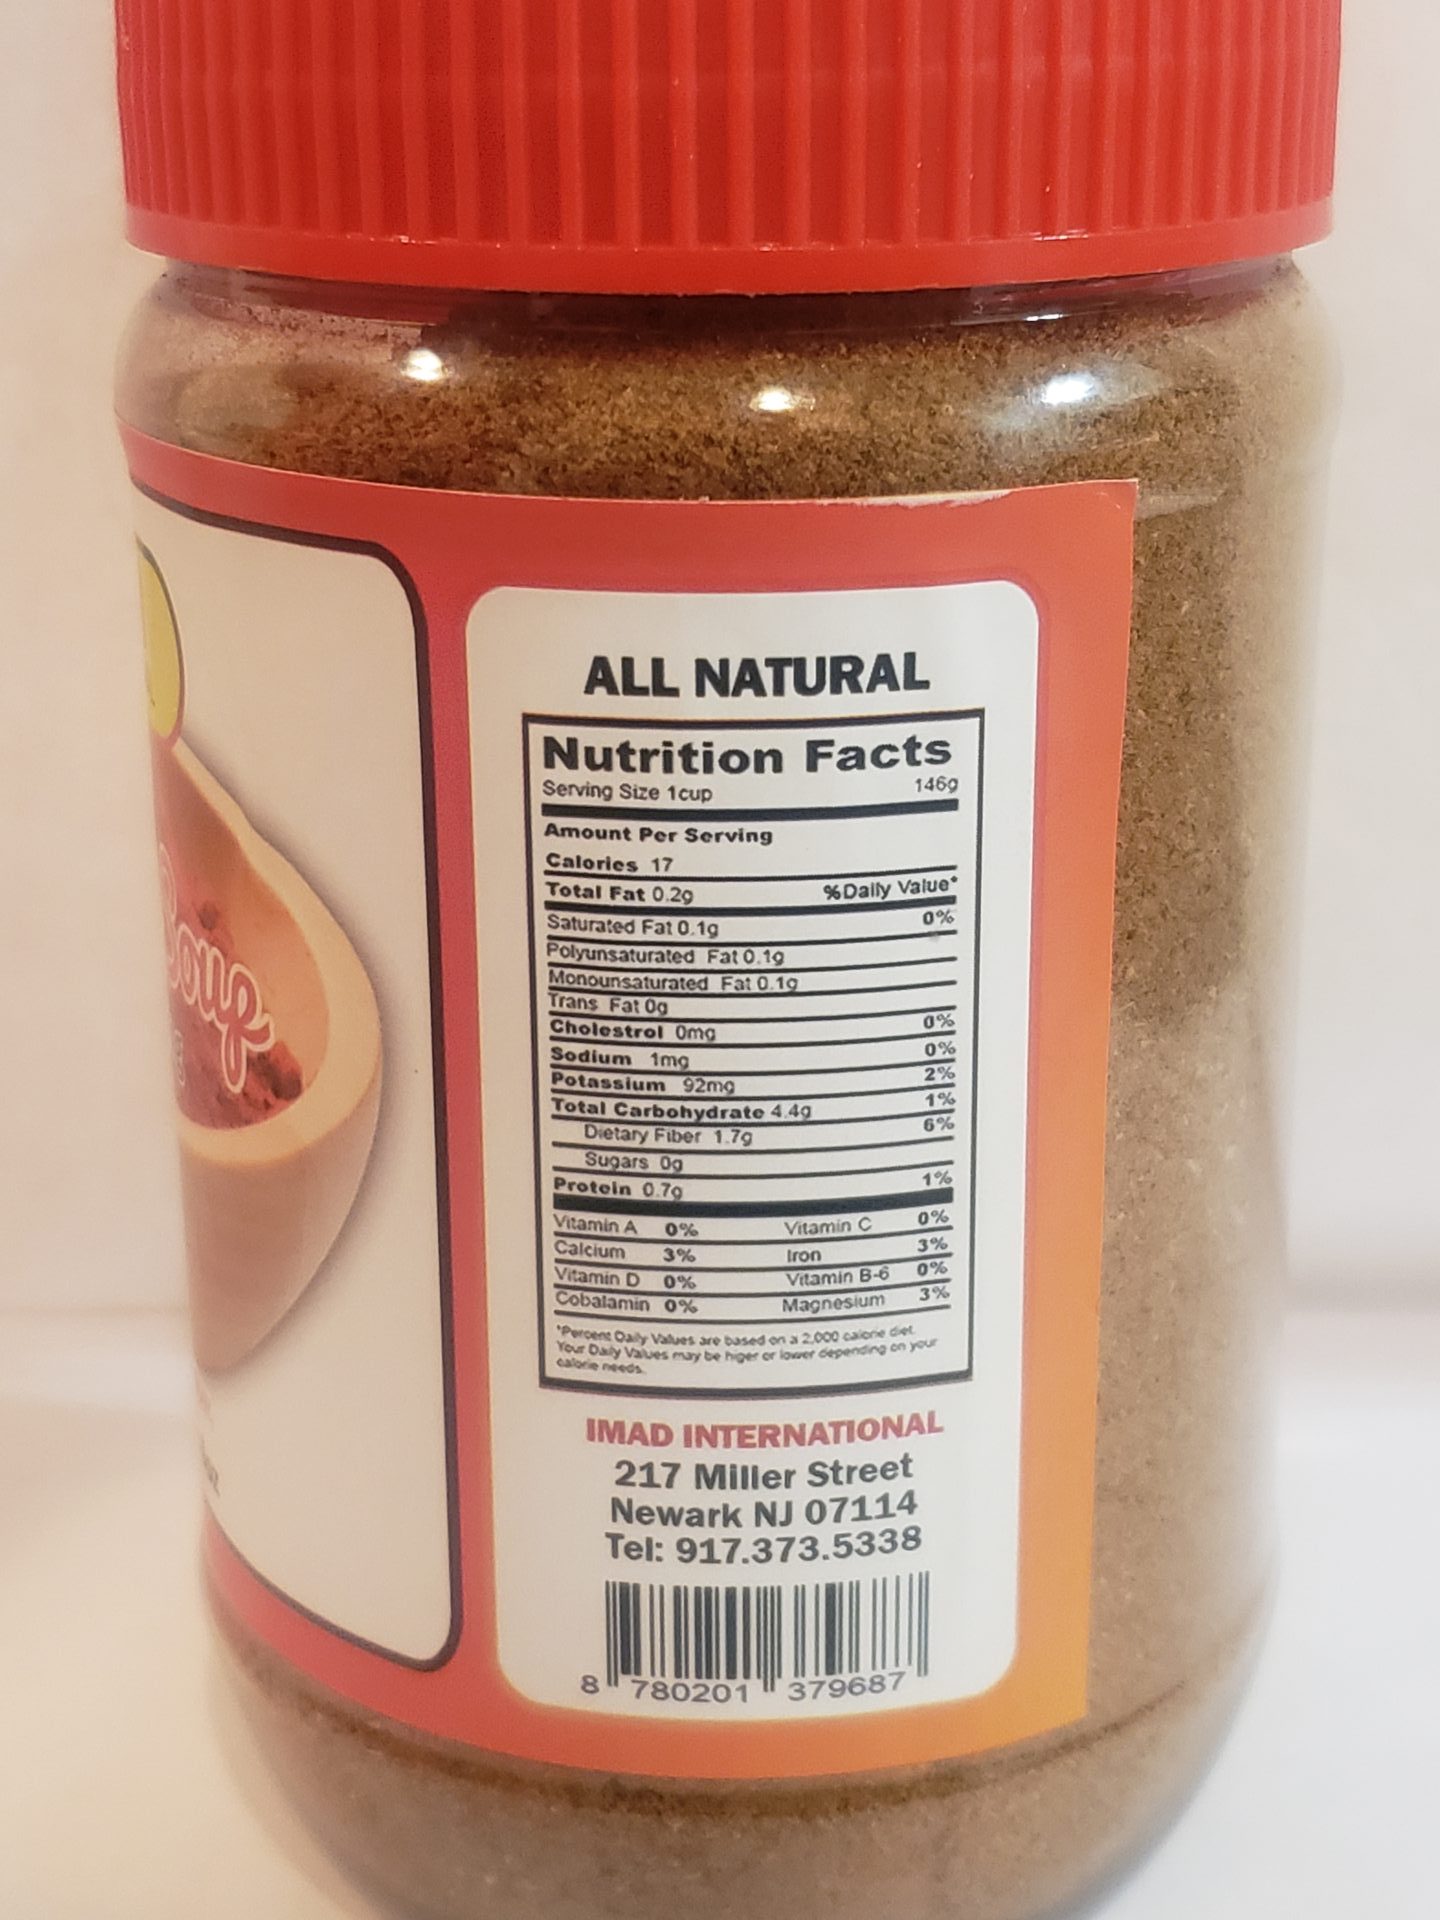 Soup
ALL NATURAL
Nutrition Facts
Serving Size 1cup 146g
Amount Per Serving
Calories 17
Total Fat 0.2g %Daily Value*
Saturated Fat 0.1g 0%
Polyunsaturated Fat 0.1g
Monounsaturated Fat 0.1g
Trans Fat 0g
Cholestrol 0mg 0%
Sodium 1mg 0%
Potassium 92mg 2%
Total Carbohydrate 4.4g 1%
Dietary Fiber 1.7g 6%
Sugars 0g
Protein 0.7g 1%
Vitamin A 0% Vitamin C 0%
Calcium 3% Iron 3%
Vitamin D 0% Vitamin B-6 0%
Cobalamin 0% Magnesium 3%
*Percent Daily Values are based on a 2,000 calorie diet.
Your Daily Values may be higer or lower depending on your
calorie needs.
IMAD INTERNATIONAL
217 Miller Street
Newark NJ 07114
Tel: 917.373.5338
8 780201 379687